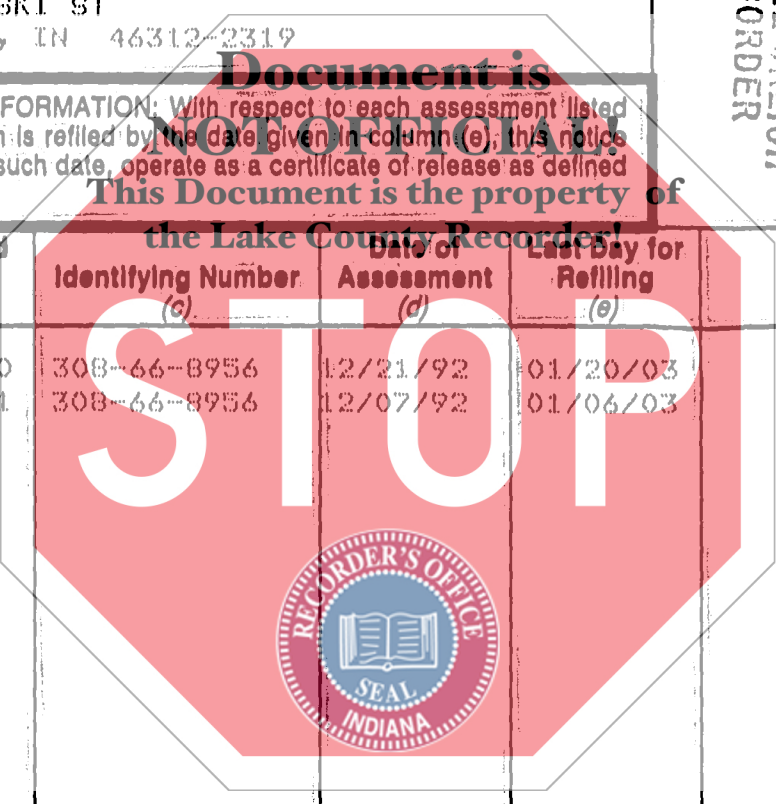 SKI ST
, IN 46312-2319
ORDER
Document is
NOT OFFICIAL!
This Document is the property of
the Lake County Recorder!
FORMATION: With respect to each assessment listed
is refiled by the date given in column (e), this notice
such date, operate as a certificate of release as defined
Identifying Number
(c)
Date of
Assessment
(d)
Last Day for
Refiling
(e)
308-66-8956 12/21/92 01/20/03
308-66-8956 12/07/92 01/06/03
STOP
RECORDER'S OFFICE
SEAL
INDIANA